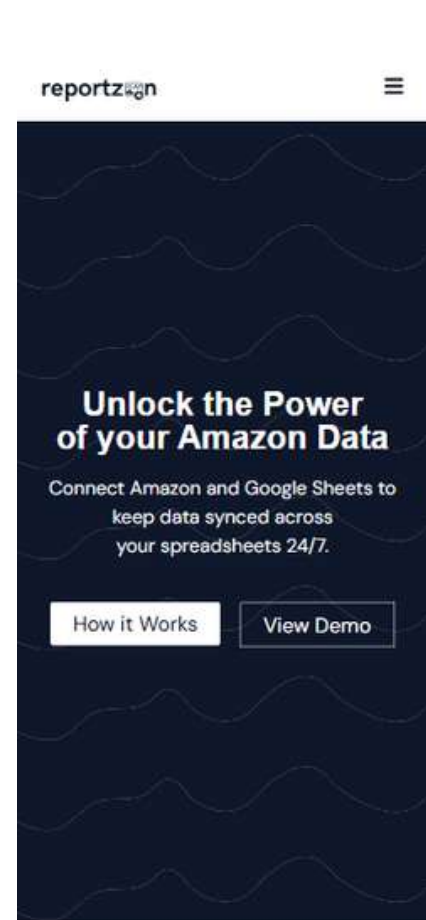 reportzon
Unlock the Power
of your Amazon Data
Connect Amazon and Google Sheets to
keep data synced across
your spreadsheets 24/7.
How it Works
View Demo